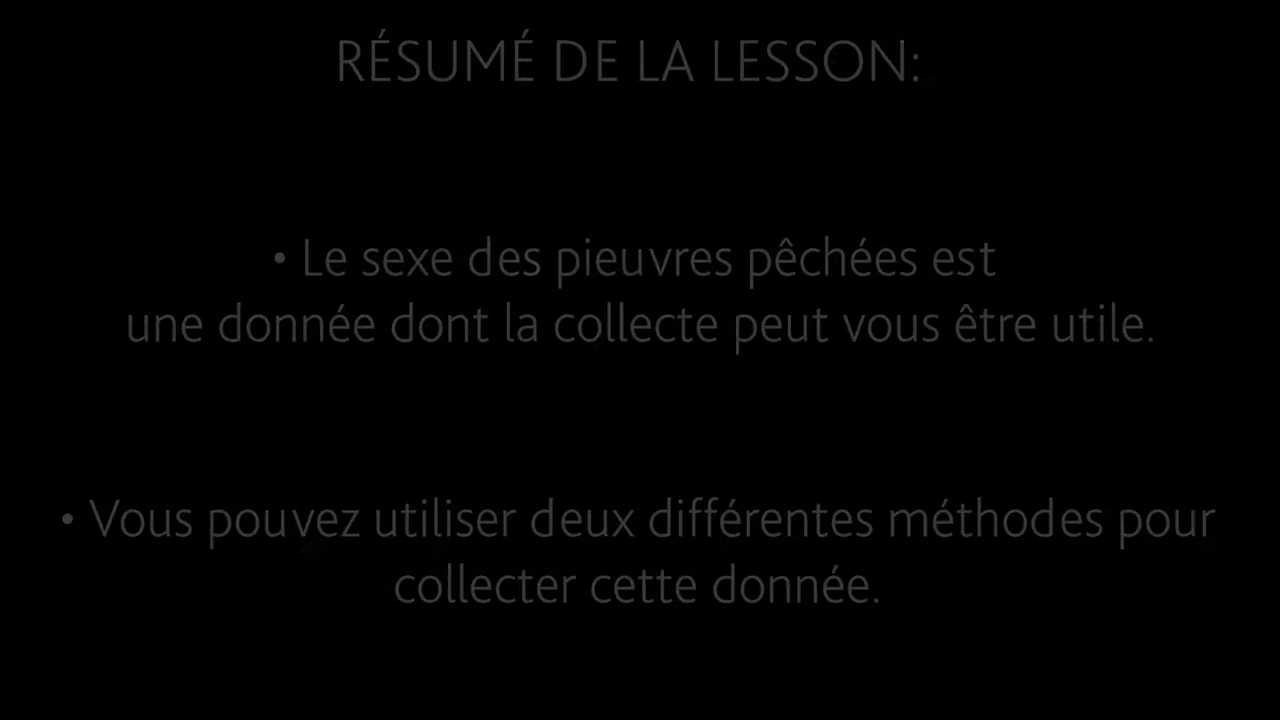 RÉSUMÉ DE LA LESSON:
• Le sexe des pieuvres pêchées est
une donnée dont la collecte peut vous être utile.
• Vous pouvez utiliser deux différentes méthodes pour
collecter cette donnée.